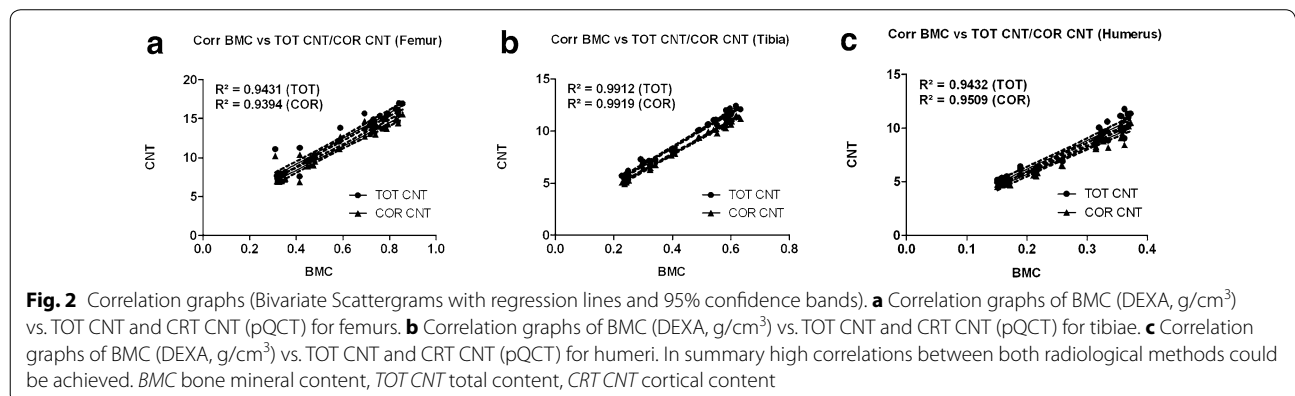 a
Corr BMC vs TOT CNT/COR CNT (Femur)
R² = 0.9431 (TOT)
R² = 0.9394 (COR)
20
15
10
5
0
CNT
TOT CNT
COR CNT
0.0 0.2 0.4 0.6 0.8 1.0
BMC
b
Corr BMC vs TOT CNT/COR CNT (Tibia)
R² = 0.9912 (TOT)
R² = 0.9919 (COR)
15
10
5
0
CNT
TOT CNT
COR CNT
0.0 0.2 0.4 0.6 0.8
BMC
c
Corr BMC vs TOT CNT/COR CNT (Humerus)
R² = 0.9432 (TOT)
R² = 0.9509 (COR)
15
10
5
0
CNT
TOT CNT
COR CNT
0.0 0.1 0.2 0.3 0.4
BMC
Fig. 2 Correlation graphs (Bivariate Scattergrams with regression lines and 95% confidence bands). a Correlation graphs of BMC (DEXA, g/cm³)
vs. TOT CNT and CRT CNT (pQCT) for femurs. b Correlation graphs of BMC (DEXA, g/cm³) vs. TOT CNT and CRT CNT (pQCT) for tibiae. c Correlation
graphs of BMC (DEXA, g/cm³) vs. TOT CNT and CRT CNT (pQCT) for humeri. In summary high correlations between both radiological methods could
be achieved. BMC bone mineral content, TOT CNT total content, CRT CNT cortical content